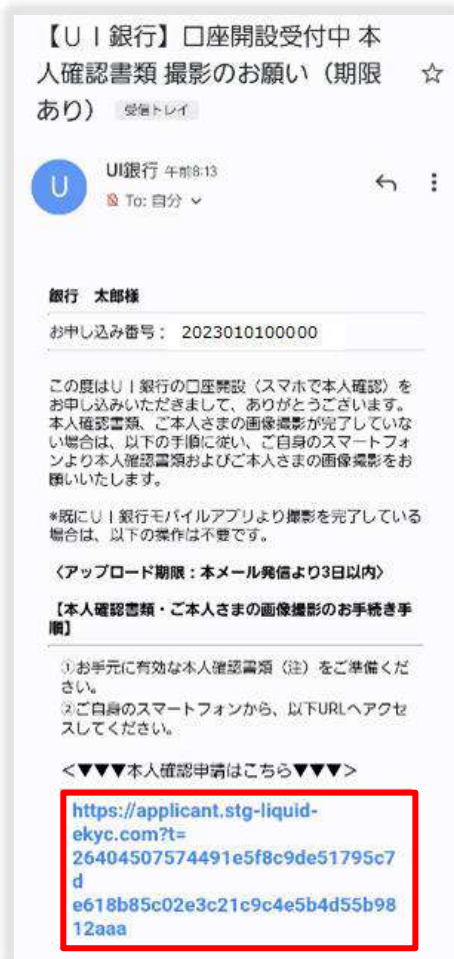 【UI銀行】口座開設受付中 本
人確認書類 撮影のお願い（期限
あり） 受信トレイ
U
UI銀行 午前8:13
To: 自分
銀行 太郎様
お申し込み番号： 2023010100000
この度はUI銀行の口座開設（スマホで本人確認）を
お申し込みいただきまして、ありがとうございます。
本人確認書類、ご本人さまの画像撮影が完了していな
い場合は、以下の手順に従い、ご自身のスマートフォ
ンより本人確認書類およびご本人さまの画像撮影をお
願いいたします。
*既にUI銀行モバイルアプリより撮影を完了している
場合は、以下の操作は不要です。
〈アップロード期限：本メール発信より3日以内〉
【本人確認書類・ご本人さまの画像撮影のお手続き手
順】
①お手元に有効な本人確認書類（注）をご準備くだ
さい。
②ご自身のスマートフォンから、以下URLへアクセ
スしてください。
＜▼▼▼本人確認申請はこちら▼▼▼＞
https://applicant.stg-liquid-
ekyc.com?t=
26404507574491e5f8c9de51795c7
d
e618b85c02e3c21c9c4e5b4d55b98
12aaa